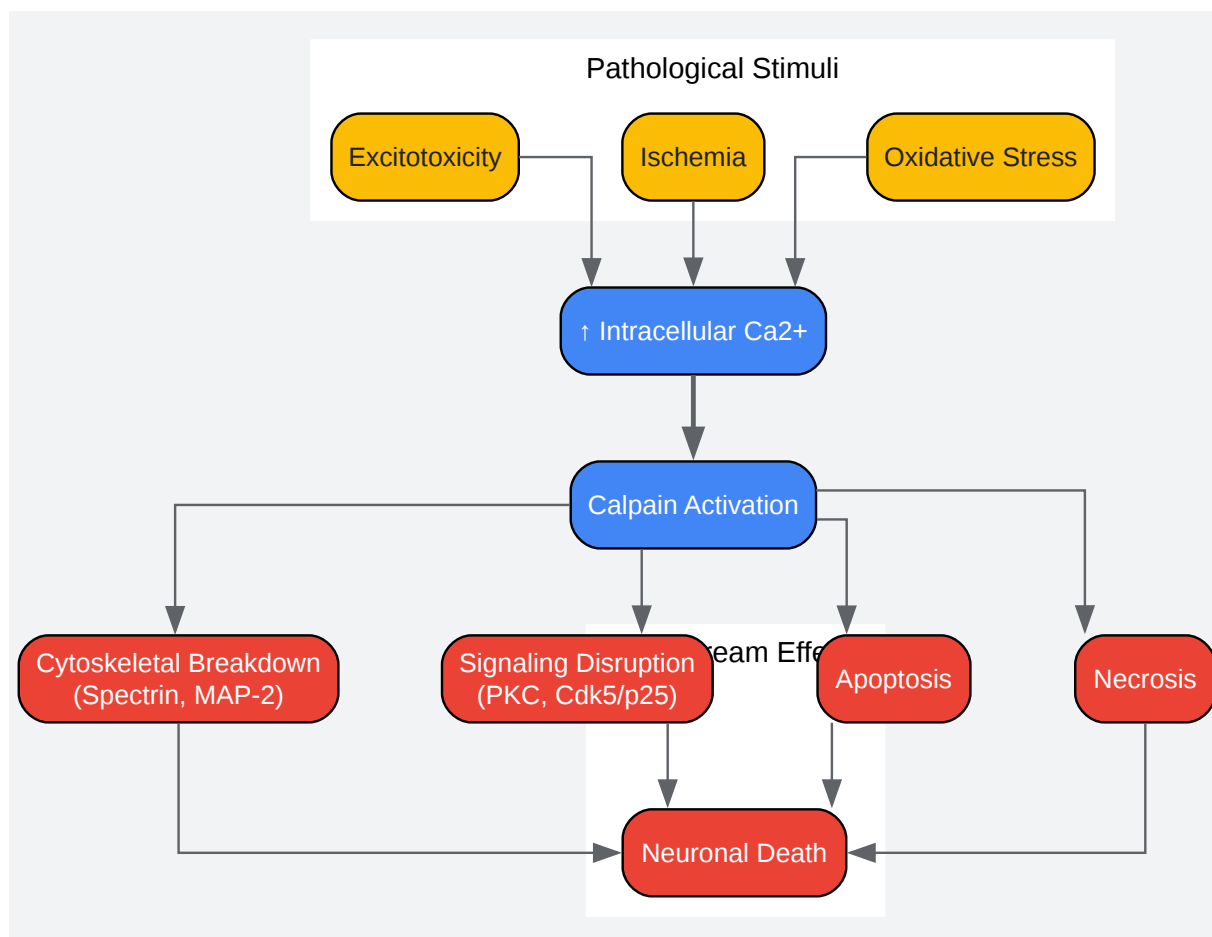 Pathological Stimuli
Excitotoxicity
Ischemia
Oxidative Stress
↑ Intracellular Ca2+
Calpain Activation
Cytoskeletal Breakdown
(Spectrin, MAP-2)
Signaling Disruption
(PKC, Cdk5/p25)
Apoptosis
Necrosis
Neuronal Death